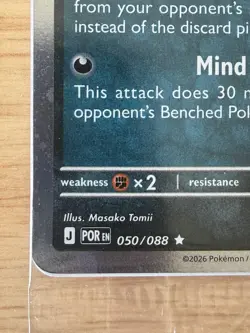 from your opponent's
instead of the discard pi
Mind
This attack does 30
opponent's Benched Pok
weakness ×2 resistance
Illus. Masako Tomii
J POR EN 050/088 ★
©2026 Pokémon /